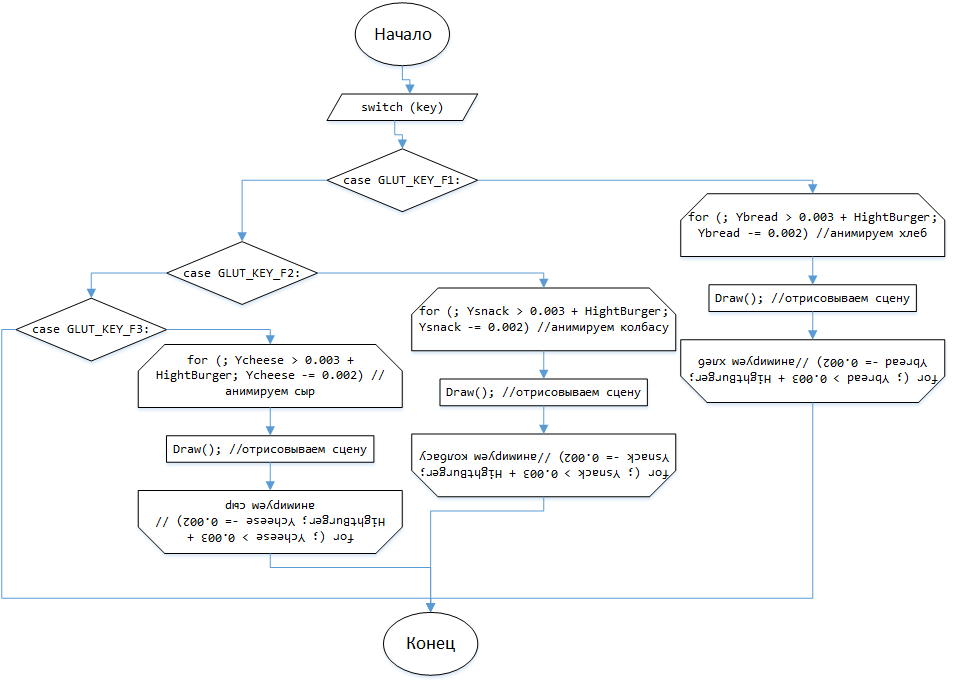 Начало
switch (key)
case GLUT_KEY_F1:
for (; Ybread > 0.003 + HightBurger;
Ybread -= 0.002) //анимируем хлеб
Draw(); //отрисовываем сцену
for (; Ybread > 0.003 + HightBurger;
Ybread -= 0.002) //анимируем хлеб
case GLUT_KEY_F2:
for (; Ysnack > 0.003 + HightBurger;
Ysnack -= 0.002) //анимируем колбасу
Draw(); //отрисовываем сцену
for (; Ysnack > 0.003 + HightBurger;
Ysnack -= 0.002) //анимируем колбасу
case GLUT_KEY_F3:
for (; Ycheese > 0.003 +
HightBurger; Ycheese -= 0.002) //
анимируем сыр
Draw(); //отрисовываем сцену
for (; Ycheese > 0.003 +
HightBurger; Ycheese -= 0.002) //
анимируем сыр
Конец